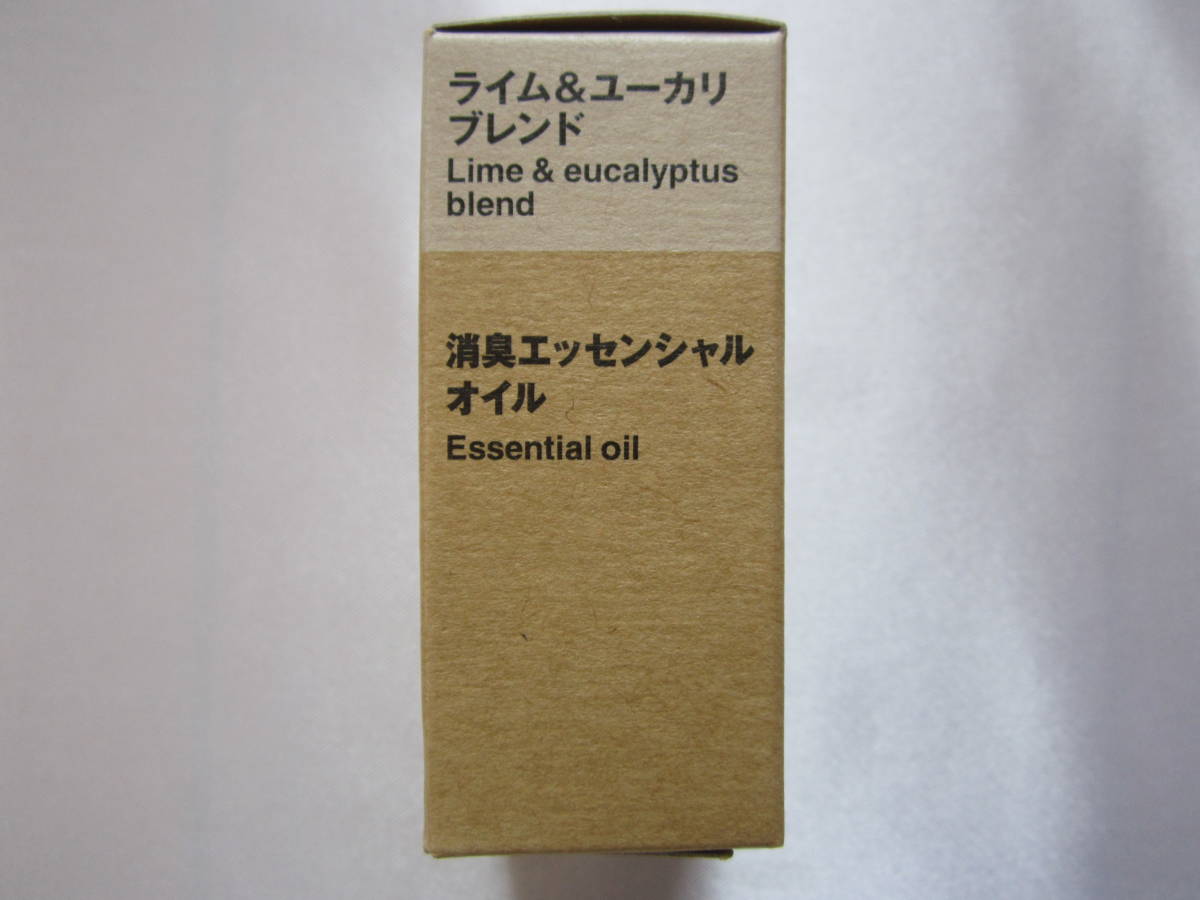 ライム＆ユーカリ
ブレンド
Lime & eucalyptus
blend
消臭エッセンシャル
オイル
Essential oil